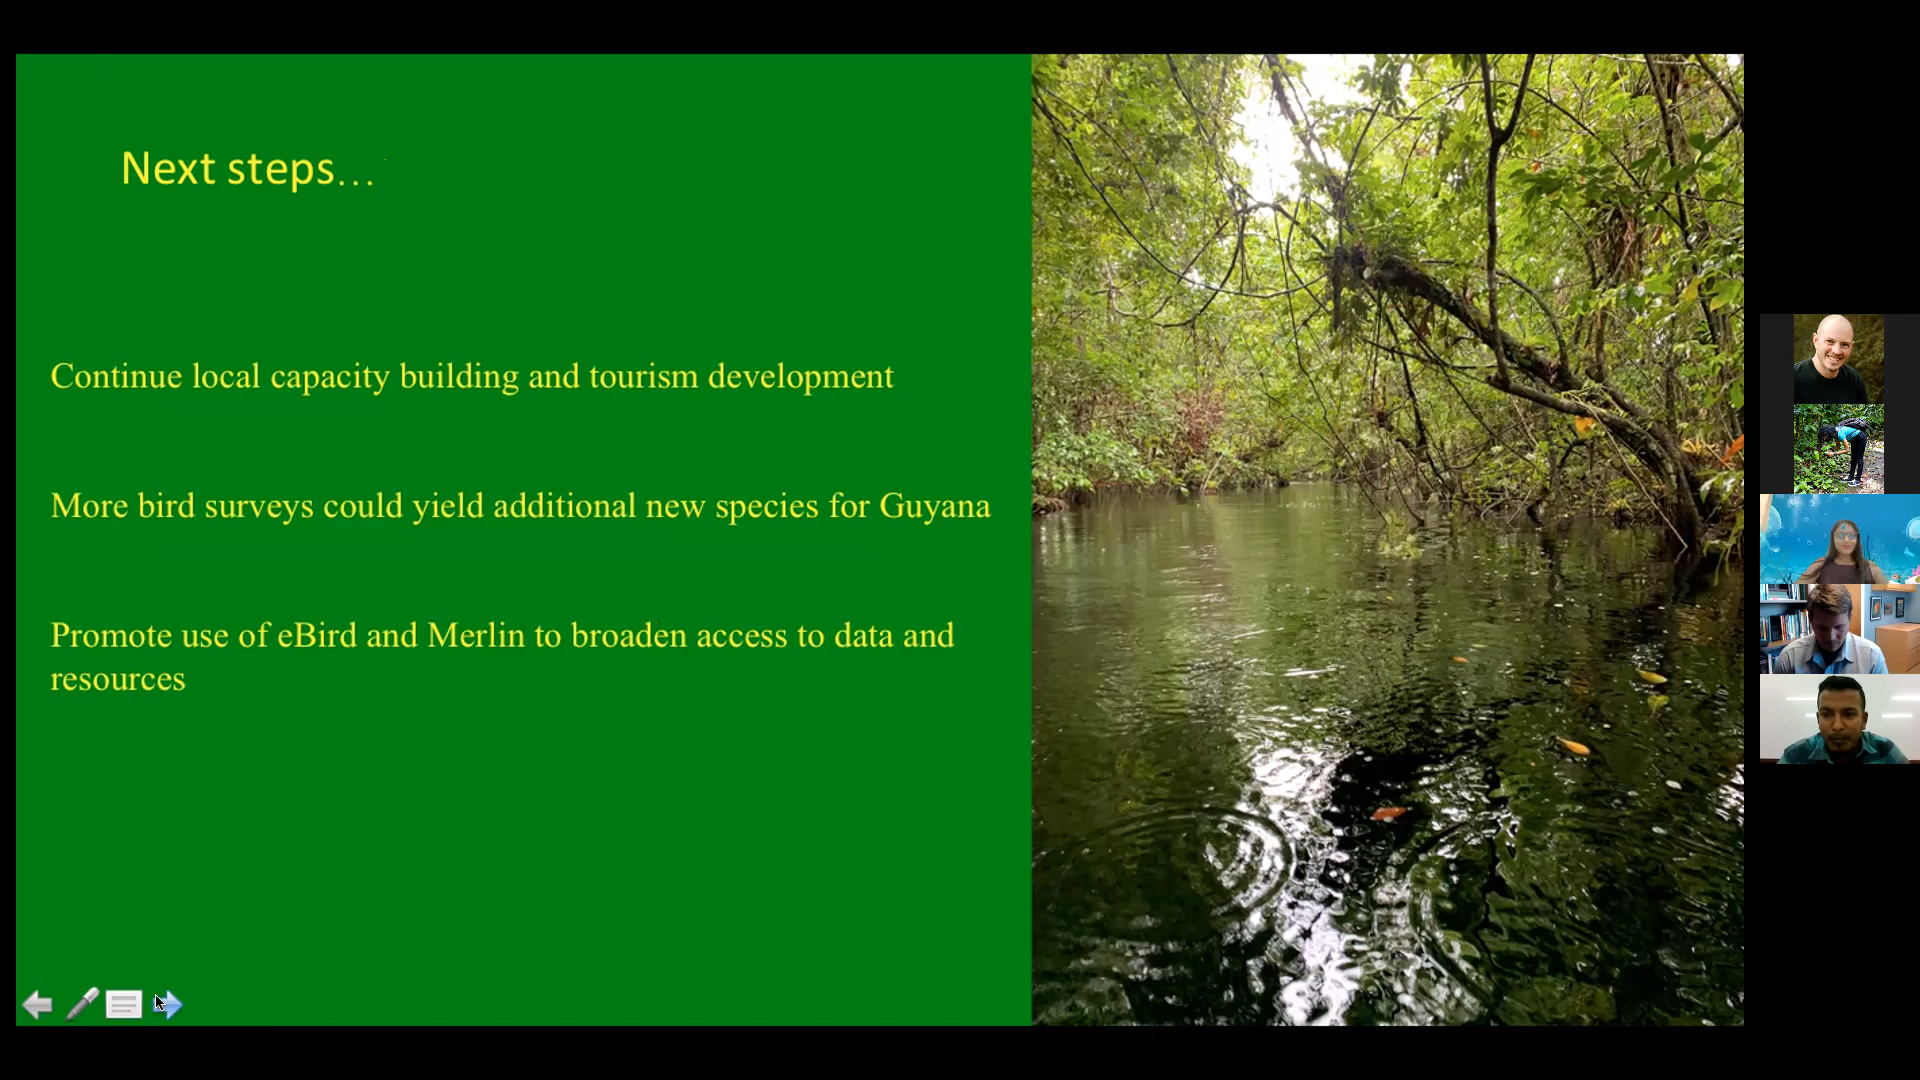 Next steps...
Continue local capacity building and tourism development
More bird surveys could yield additional new species for Guyana
Promote use of eBird and Merlin to broaden access to data and
resources